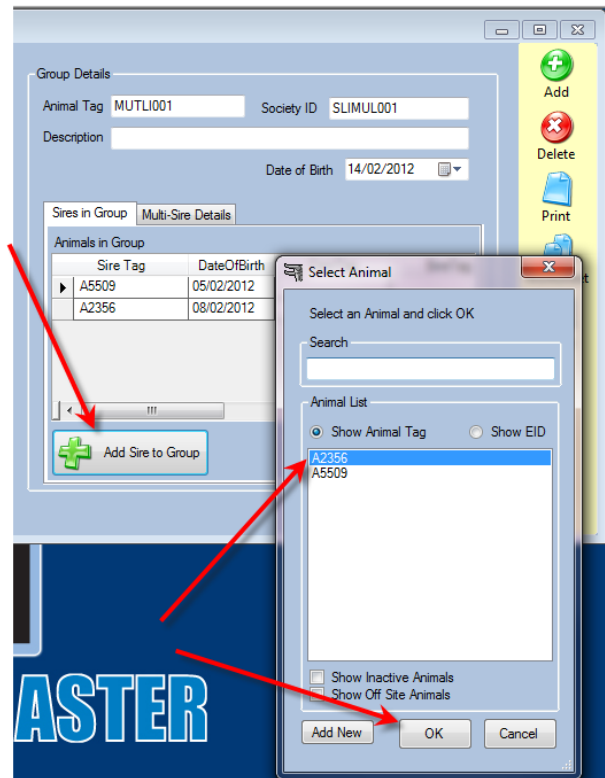 Group Details
Animal Tag MUTLI001 Society ID SLIMUL001
Description
Date of Birth 14/02/2012
Sires in Group Multi-Sire Details
Animals in Group
Sire Tag DateOfBirth
A5509 05/02/2012
A2356 08/02/2012
Add Sire to Group
Add
Delete
Print
t
Select Animal
Select an Animal and click OK
Search
Animal List
Show Animal Tag Show EID
A2356
A5509
Show Inactive Animals
Show Off Site Animals
Add New OK Cancel
ASTER